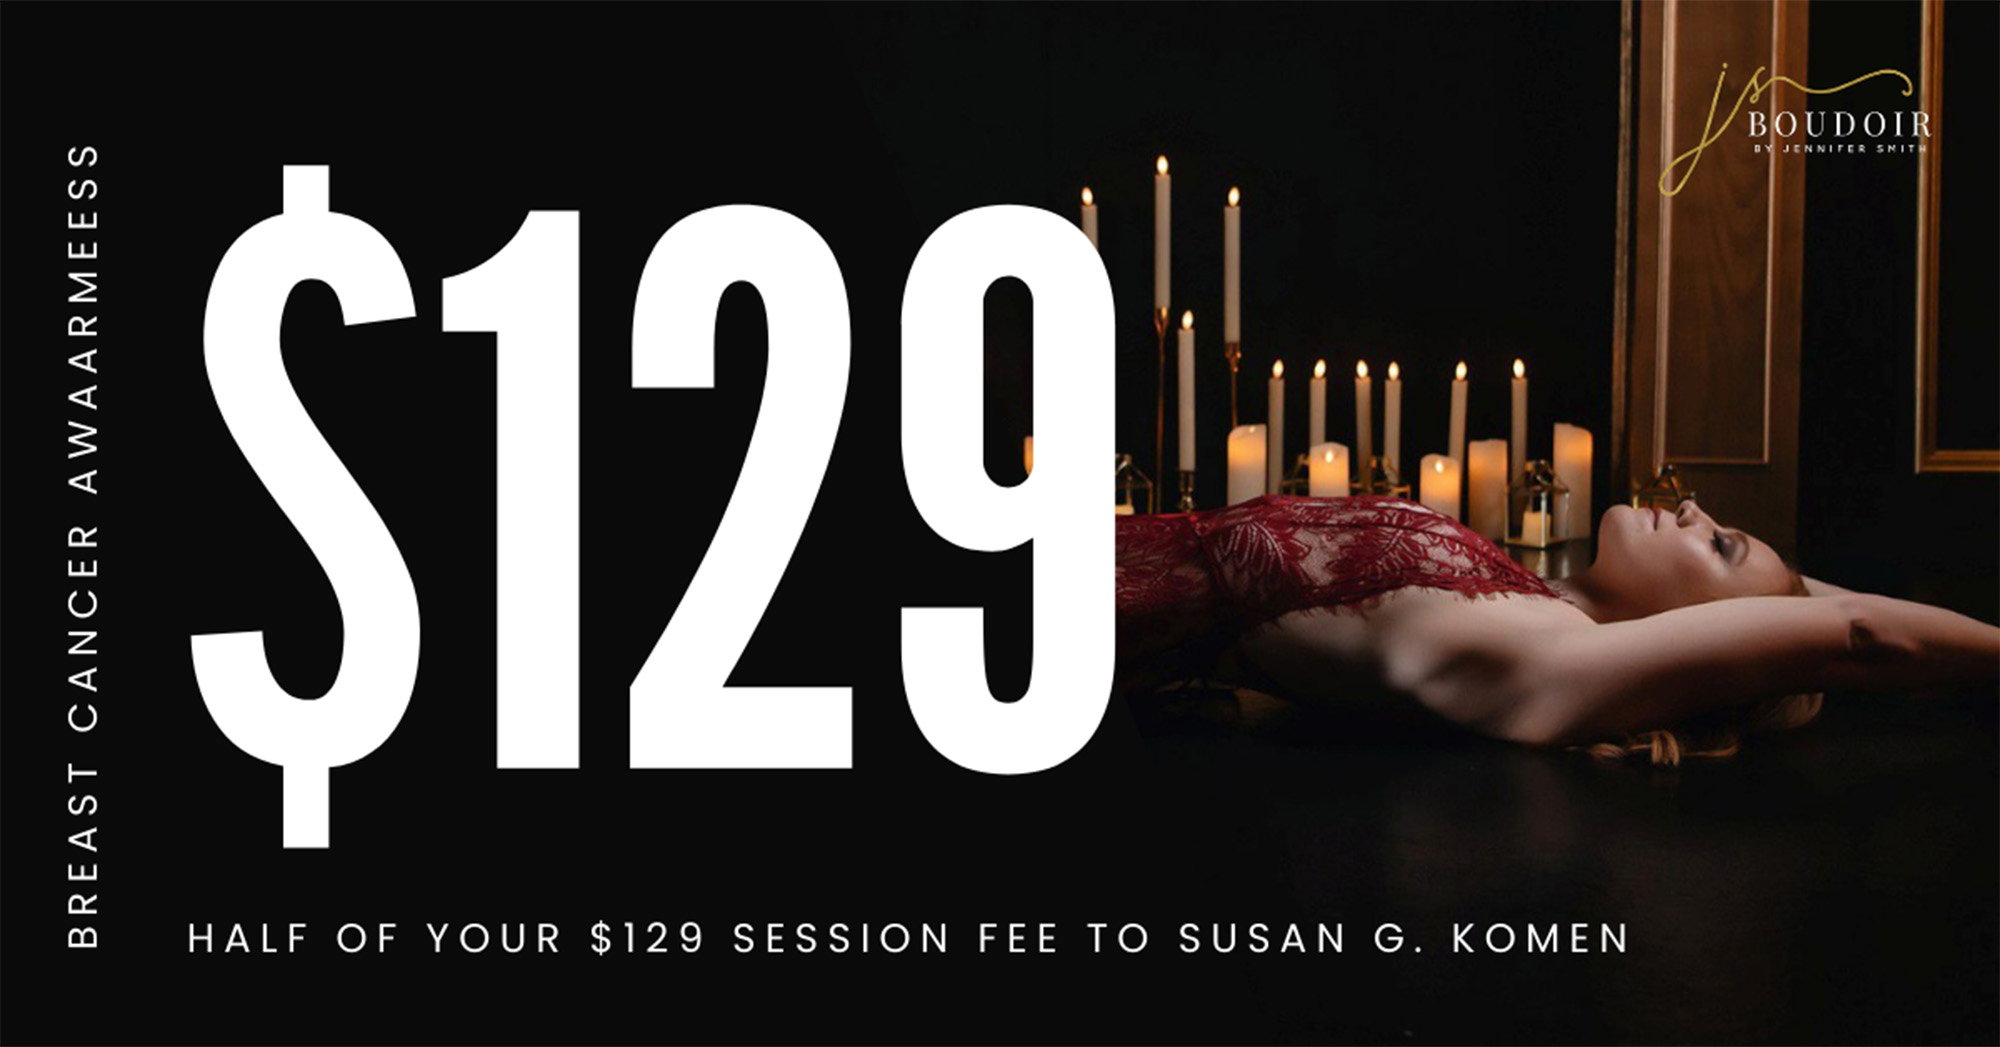 BREAST CANCER AWAARMEESS
$129
js
BOUDOIR
BY JENNIFER SMITH
HALF OF YOUR $129 SESSION FEE TO SUSAN G. KOMEN